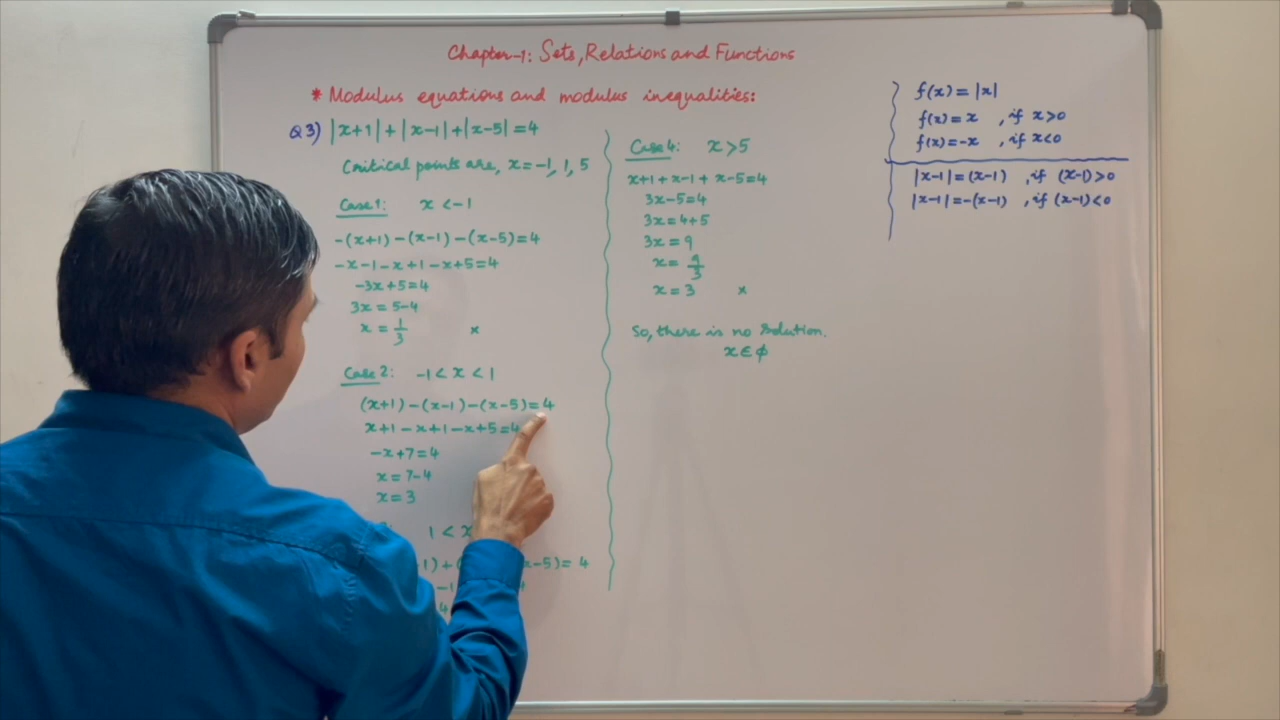 Chapter-1: Sets, Relations and Functions
* Modulus equations and modulus inequalities:
Q3) |x+1| + |x-1| + |x-5| = 4
Critical points are, x = -1, 1, 5
Case 1: x < -1
-(x+1) - (x-1) - (x-5) = 4
-x-1-x+1-x+5=4
-3x+5=4
3x = 5-4
x = 1/3 ×
Case 2: -1 < x < 1
(x+1) - (x-1) - (x-5) = 4
x+1-x+1-x+5=4
-x+7=4
x = 7-4
x = 3
1 < x
x-5) = 4
Case 4: x > 5
x+1 + x-1 + x-5 = 4
3x-5=4
3x = 4+5
3x = 9
x = 9/3
x = 3 ×
So, there is no solution.
x ∈ ϕ
f(x) = |x|
f(x) = x , if x>0
f(x) = -x , if x<0
|x-1| = (x-1) , if (x-1)>0
|x-1| = -(x-1) , if (x-1)<0